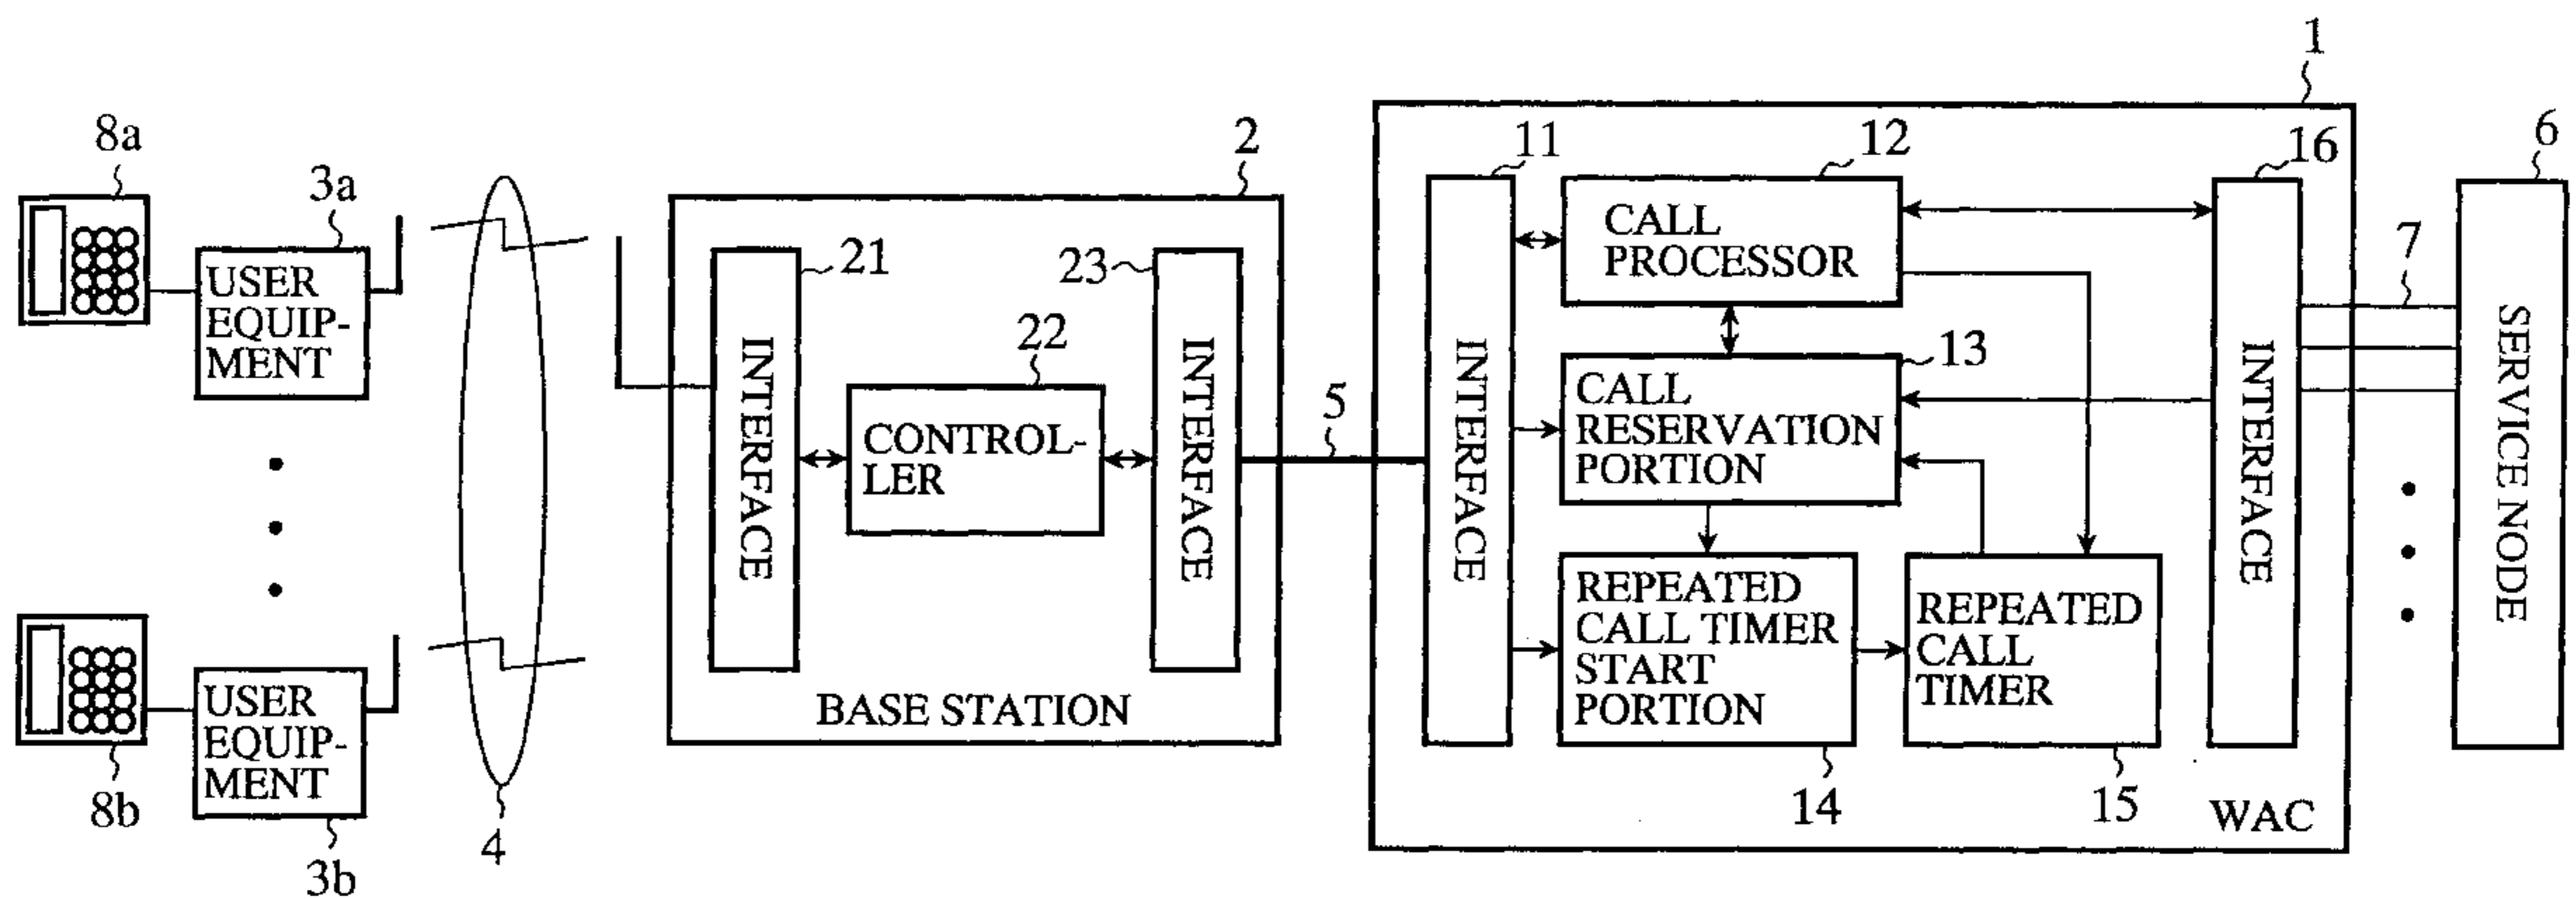 1
8a
3a
2
11
12
16
6
USER
EQUIP-
MENT
21
23
CALL
PROCESSOR
7
22
13
INTERFACE
CONTROL-
LER
INTERFACE
5
INTERFACE
CALL
RESERVATION
PORTION
INTERFACE
SERVICE NODE
REPEATED
CALL TIMER
START
PORTION
REPEATED
CALL
TIMER
USER
EQUIP-
MENT
BASE STATION
8b
3b
4
14
15
WAC